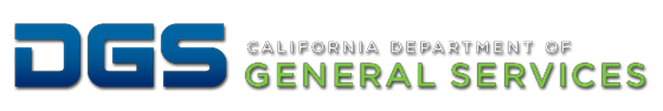 DGS
CALIFORNIA DEPARTMENT OF
GENERAL SERVICES